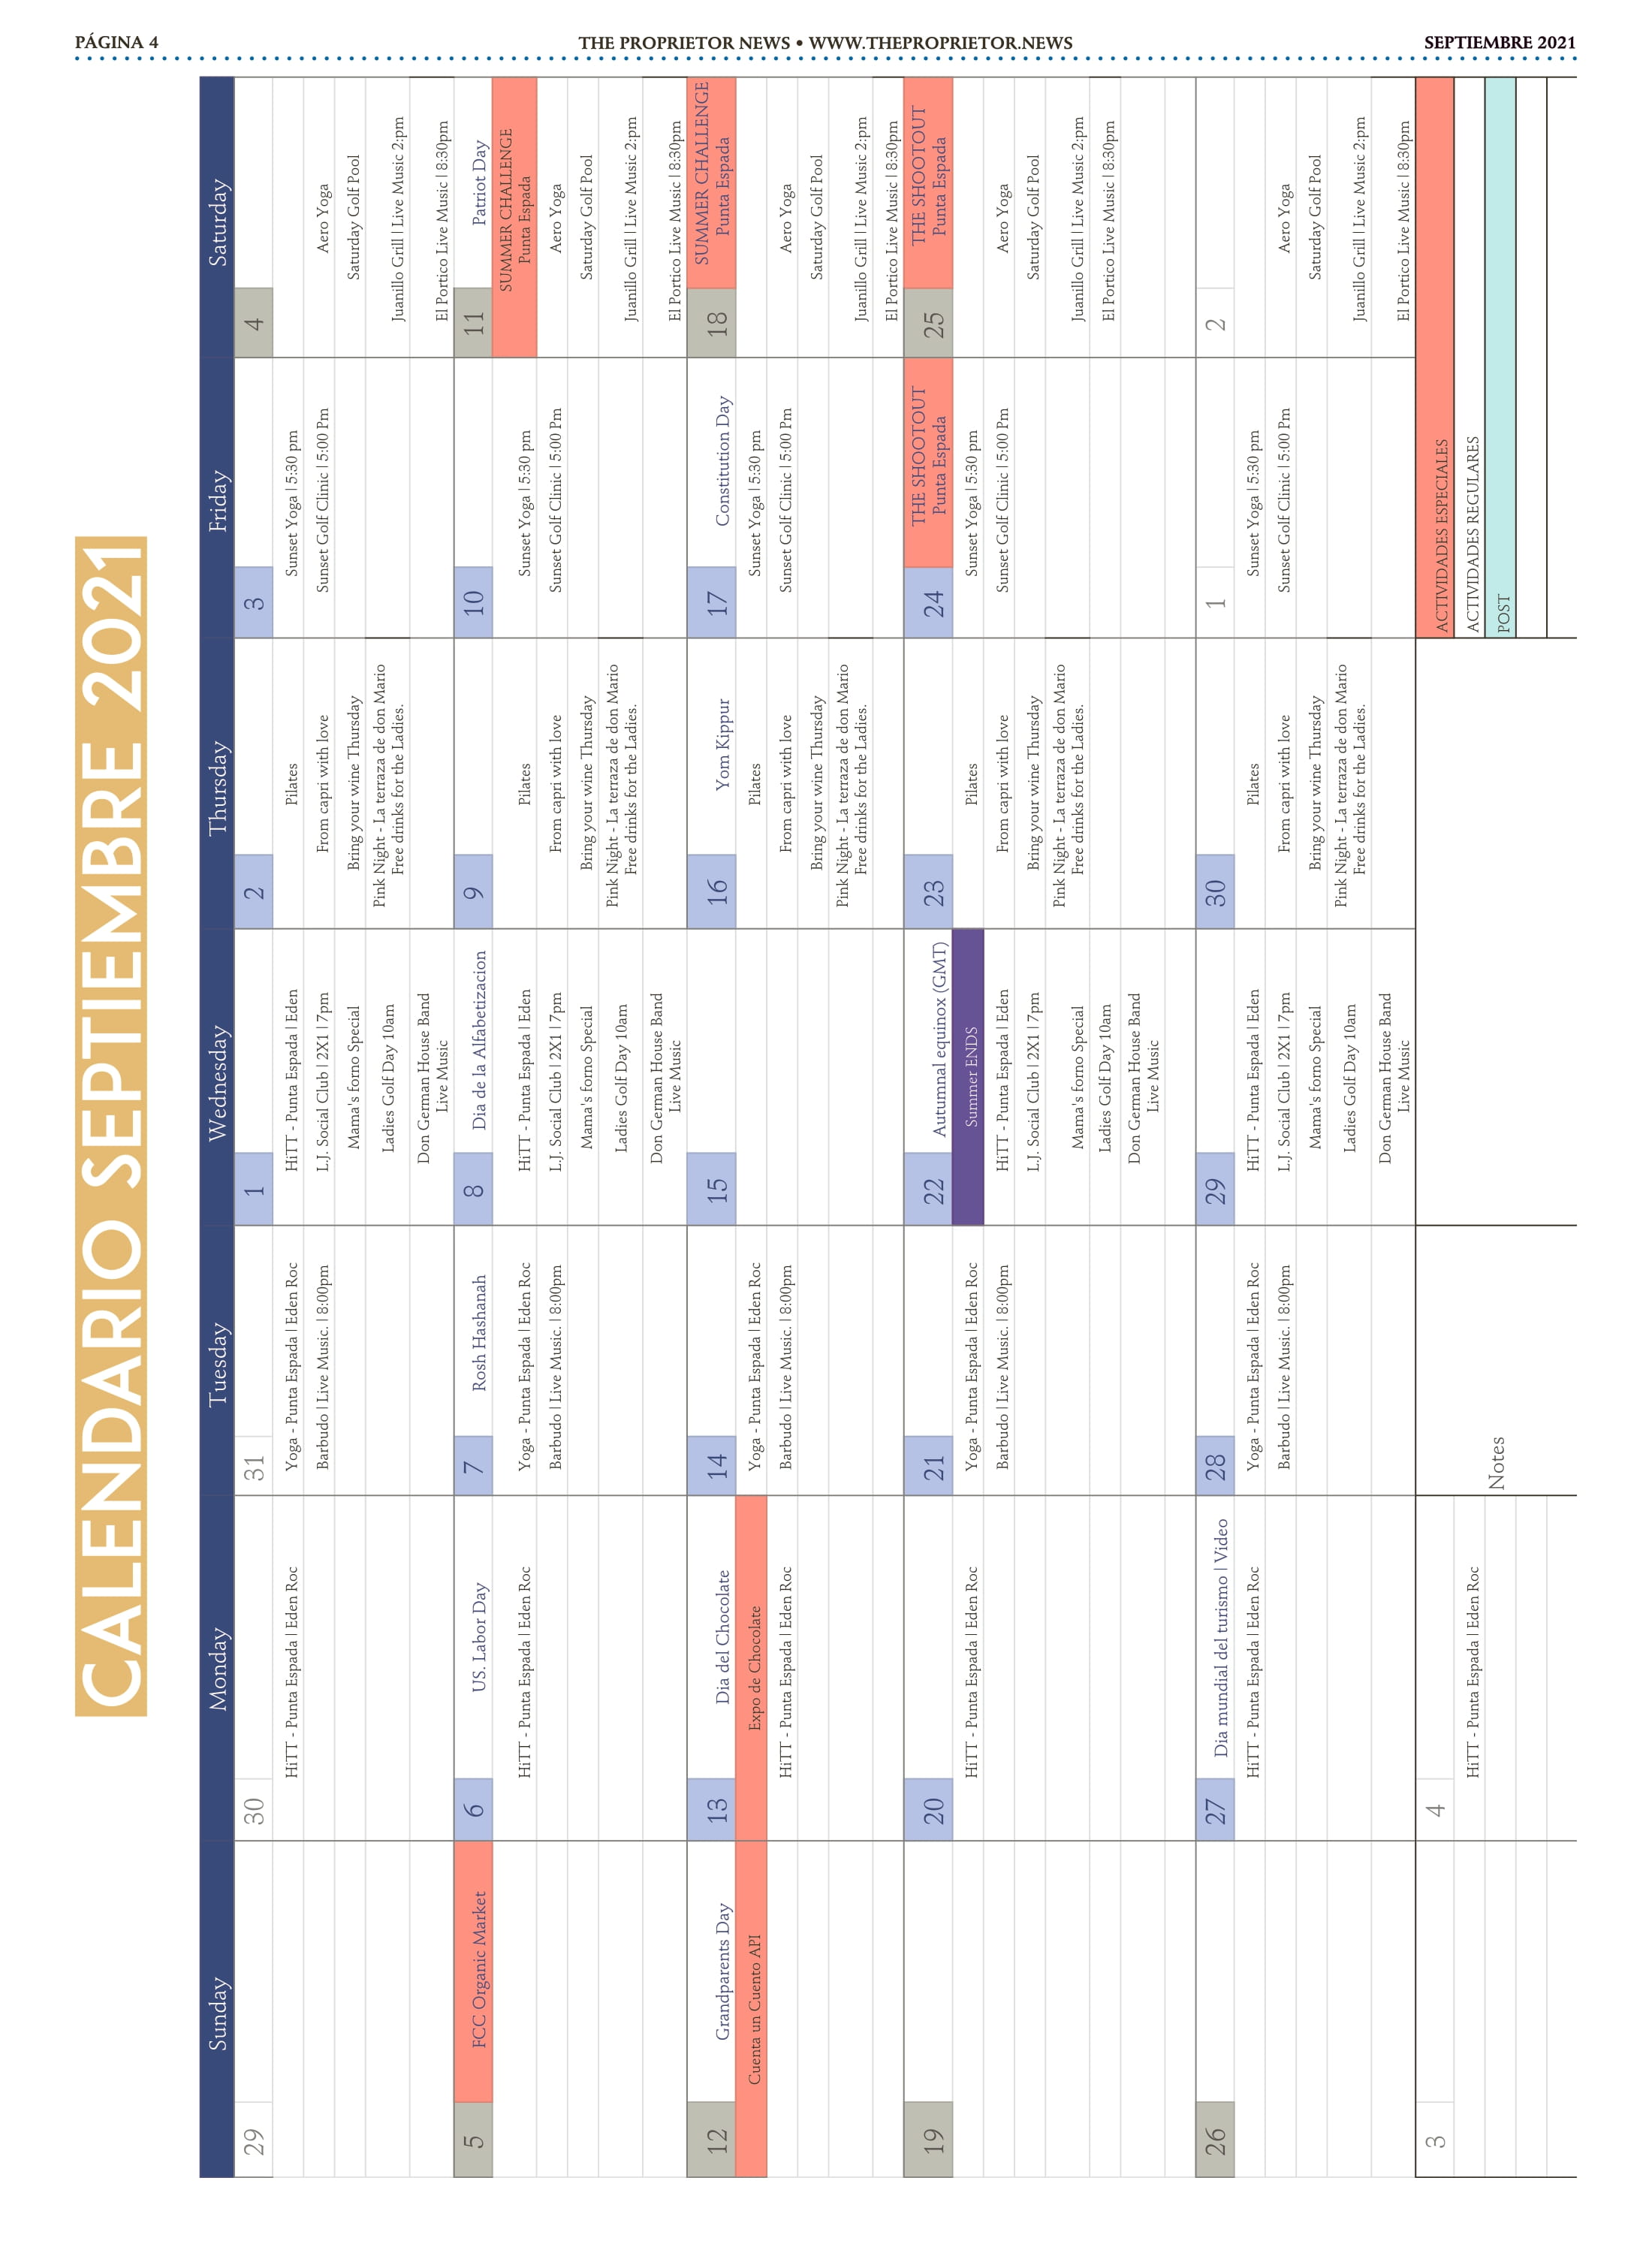 PÁGINA 4
THE PROPRIETOR NEWS • WWW.THEPROPRIETOR.NEWS
SEPTIEMBRE 2021
CALENDARIO SEPTIEMBRE 2021
Sunday
Monday
Tuesday
Wednesday
Thursday
Friday
Saturday
29
30
HiTT - Punta Espada | Eden Roc
31
Yoga - Punta Espada | Eden Roc
Barbudo | Live Music. | 8:00pm
1
HiTT - Punta Espada | Eden
L.J. Social Club | 2X1 | 7pm
Mama's forno Special
Ladies Golf Day 10am
Don German House Band
Live Music
2
Pilates
From capri with love
Bring your wine Thursday
Pink Night - La terraza de don Mario
Free drinks for the Ladies.
3
Sunset Yoga | 5:30 pm
Sunset Golf Clinic | 5:00 Pm
4
Aero Yoga
Saturday Golf Pool
Juanillo Grill | Live Music 2:pm
El Portico Live Music | 8:30pm
5
FCC Organic Market
6
US. Labor Day
HiTT - Punta Espada | Eden Roc
7
Rosh Hashanah
Yoga - Punta Espada | Eden Roc
Barbudo | Live Music. | 8:00pm
8
Dia de la Alfabetizacion
HiTT - Punta Espada | Eden
L.J. Social Club | 2X1 | 7pm
Mama's forno Special
Ladies Golf Day 10am
Don German House Band
Live Music
9
Pilates
From capri with love
Bring your wine Thursday
Pink Night - La terraza de don Mario
Free drinks for the Ladies.
10
Sunset Yoga | 5:30 pm
Sunset Golf Clinic | 5:00 Pm
11
Patriot Day
SUMMER CHALLENGE
Punta Espada
Aero Yoga
Saturday Golf Pool
Juanillo Grill | Live Music 2:pm
El Portico Live Music | 8:30pm
12
Grandparents Day
Cuenta un Cuento API
13
Dia del Chocolate
Expo de Chocolate
HiTT - Punta Espada | Eden Roc
14
Yoga - Punta Espada | Eden Roc
Barbudo | Live Music. | 8:00pm
15
16
Yom Kippur
Pilates
From capri with love
Bring your wine Thursday
Pink Night - La terraza de don Mario
Free drinks for the Ladies.
17
Constitution Day
Sunset Yoga | 5:30 pm
Sunset Golf Clinic | 5:00 Pm
18
SUMMER CHALLENGE
Punta Espada
Aero Yoga
Saturday Golf Pool
Juanillo Grill | Live Music 2:pm
El Portico Live Music | 8:30pm
19
20
HiTT - Punta Espada | Eden Roc
21
Yoga - Punta Espada | Eden Roc
Barbudo | Live Music. | 8:00pm
22
Autumnal equinox (GMT)
Summer ENDS
HiTT - Punta Espada | Eden
L.J. Social Club | 2X1 | 7pm
Mama's forno Special
Ladies Golf Day 10am
Don German House Band
Live Music
23
Pilates
From capri with love
Bring your wine Thursday
Pink Night - La terraza de don Mario
Free drinks for the Ladies.
24
THE SHOOTOUT
Punta Espada
Sunset Yoga | 5:30 pm
Sunset Golf Clinic | 5:00 Pm
25
THE SHOOTOUT
Punta Espada
Aero Yoga
Saturday Golf Pool
Juanillo Grill | Live Music 2:pm
El Portico Live Music | 8:30pm
26
27
Dia mundial del turismo | Video
HiTT - Punta Espada | Eden Roc
28
Yoga - Punta Espada | Eden Roc
Barbudo | Live Music. | 8:00pm
29
HiTT - Punta Espada | Eden
L.J. Social Club | 2X1 | 7pm
Mama's forno Special
Ladies Golf Day 10am
Don German House Band
Live Music
30
Pilates
From capri with love
Bring your wine Thursday
Pink Night - La terraza de don Mario
Free drinks for the Ladies.
1
Sunset Yoga | 5:30 pm
Sunset Golf Clinic | 5:00 Pm
2
Aero Yoga
Saturday Golf Pool
Juanillo Grill | Live Music 2:pm
El Portico Live Music | 8:30pm
3
4
HiTT - Punta Espada | Eden Roc
Notes
ACTIVIDADES ESPECIALES
ACTIVIDADES REGULARES
POST